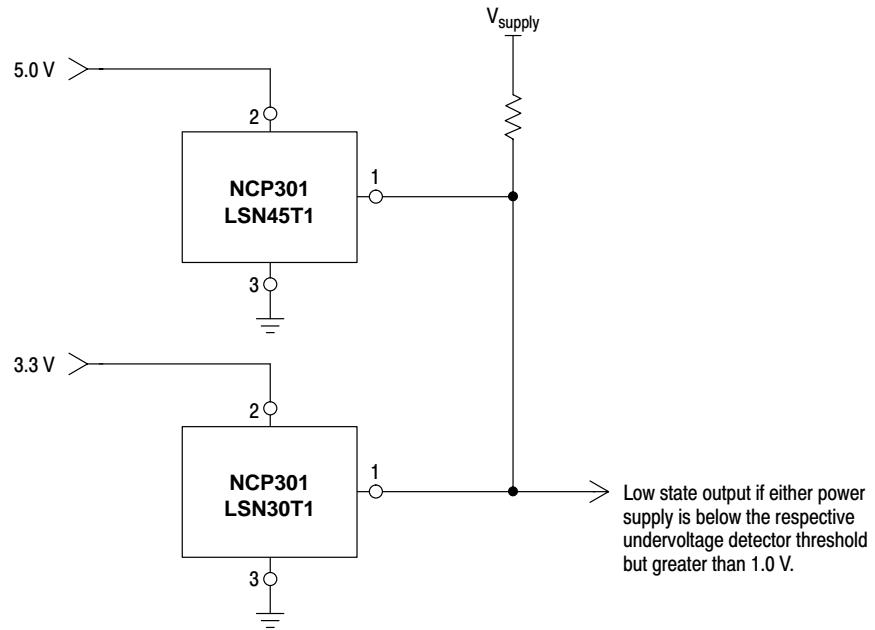 Vsupply
5.0 V
2
NCP301
LSN45T1
1
3
3.3 V
2
NCP301
LSN30T1
1
3
Low state output if either power
supply is below the respective
undervoltage detector threshold
but greater than 1.0 V.